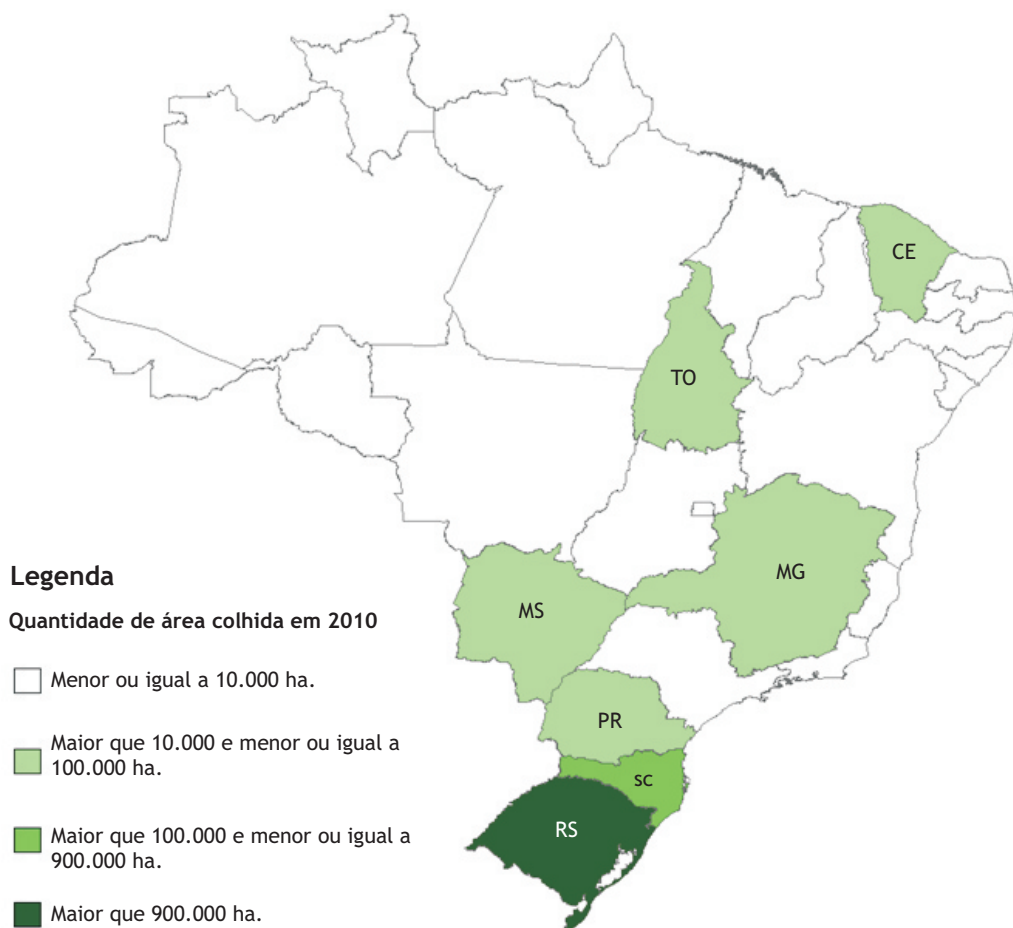 CE
TO
MG
MS
PR
SC
RS
Legenda
Quantidade de área colhida em 2010
Menor ou igual a 10.000 ha.
Maior que 10.000 e menor ou igual a
100.000 ha.
Maior que 100.000 e menor ou igual a
900.000 ha.
Maior que 900.000 ha.